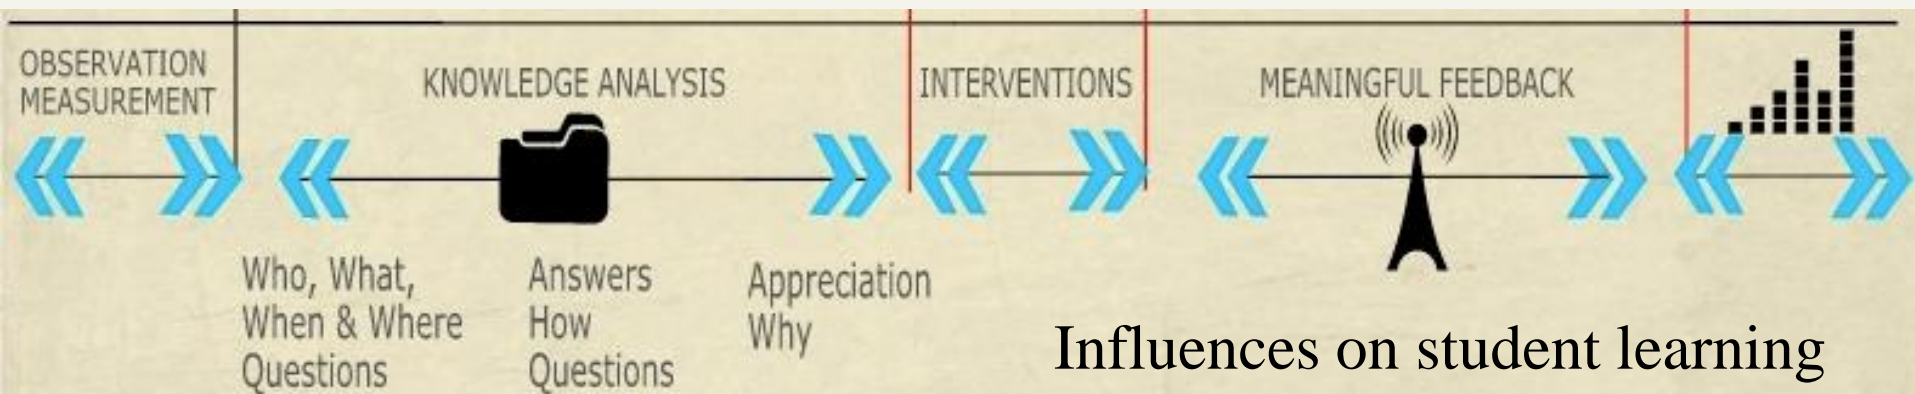 OBSERVATION
MEASUREMENT
KNOWLEDGE ANALYSIS
INTERVENTIONS
MEANINGFUL FEEDBACK
Who, What,
When & Where
Questions
Answers
How
Questions
Appreciation
Why
Influences on student learning